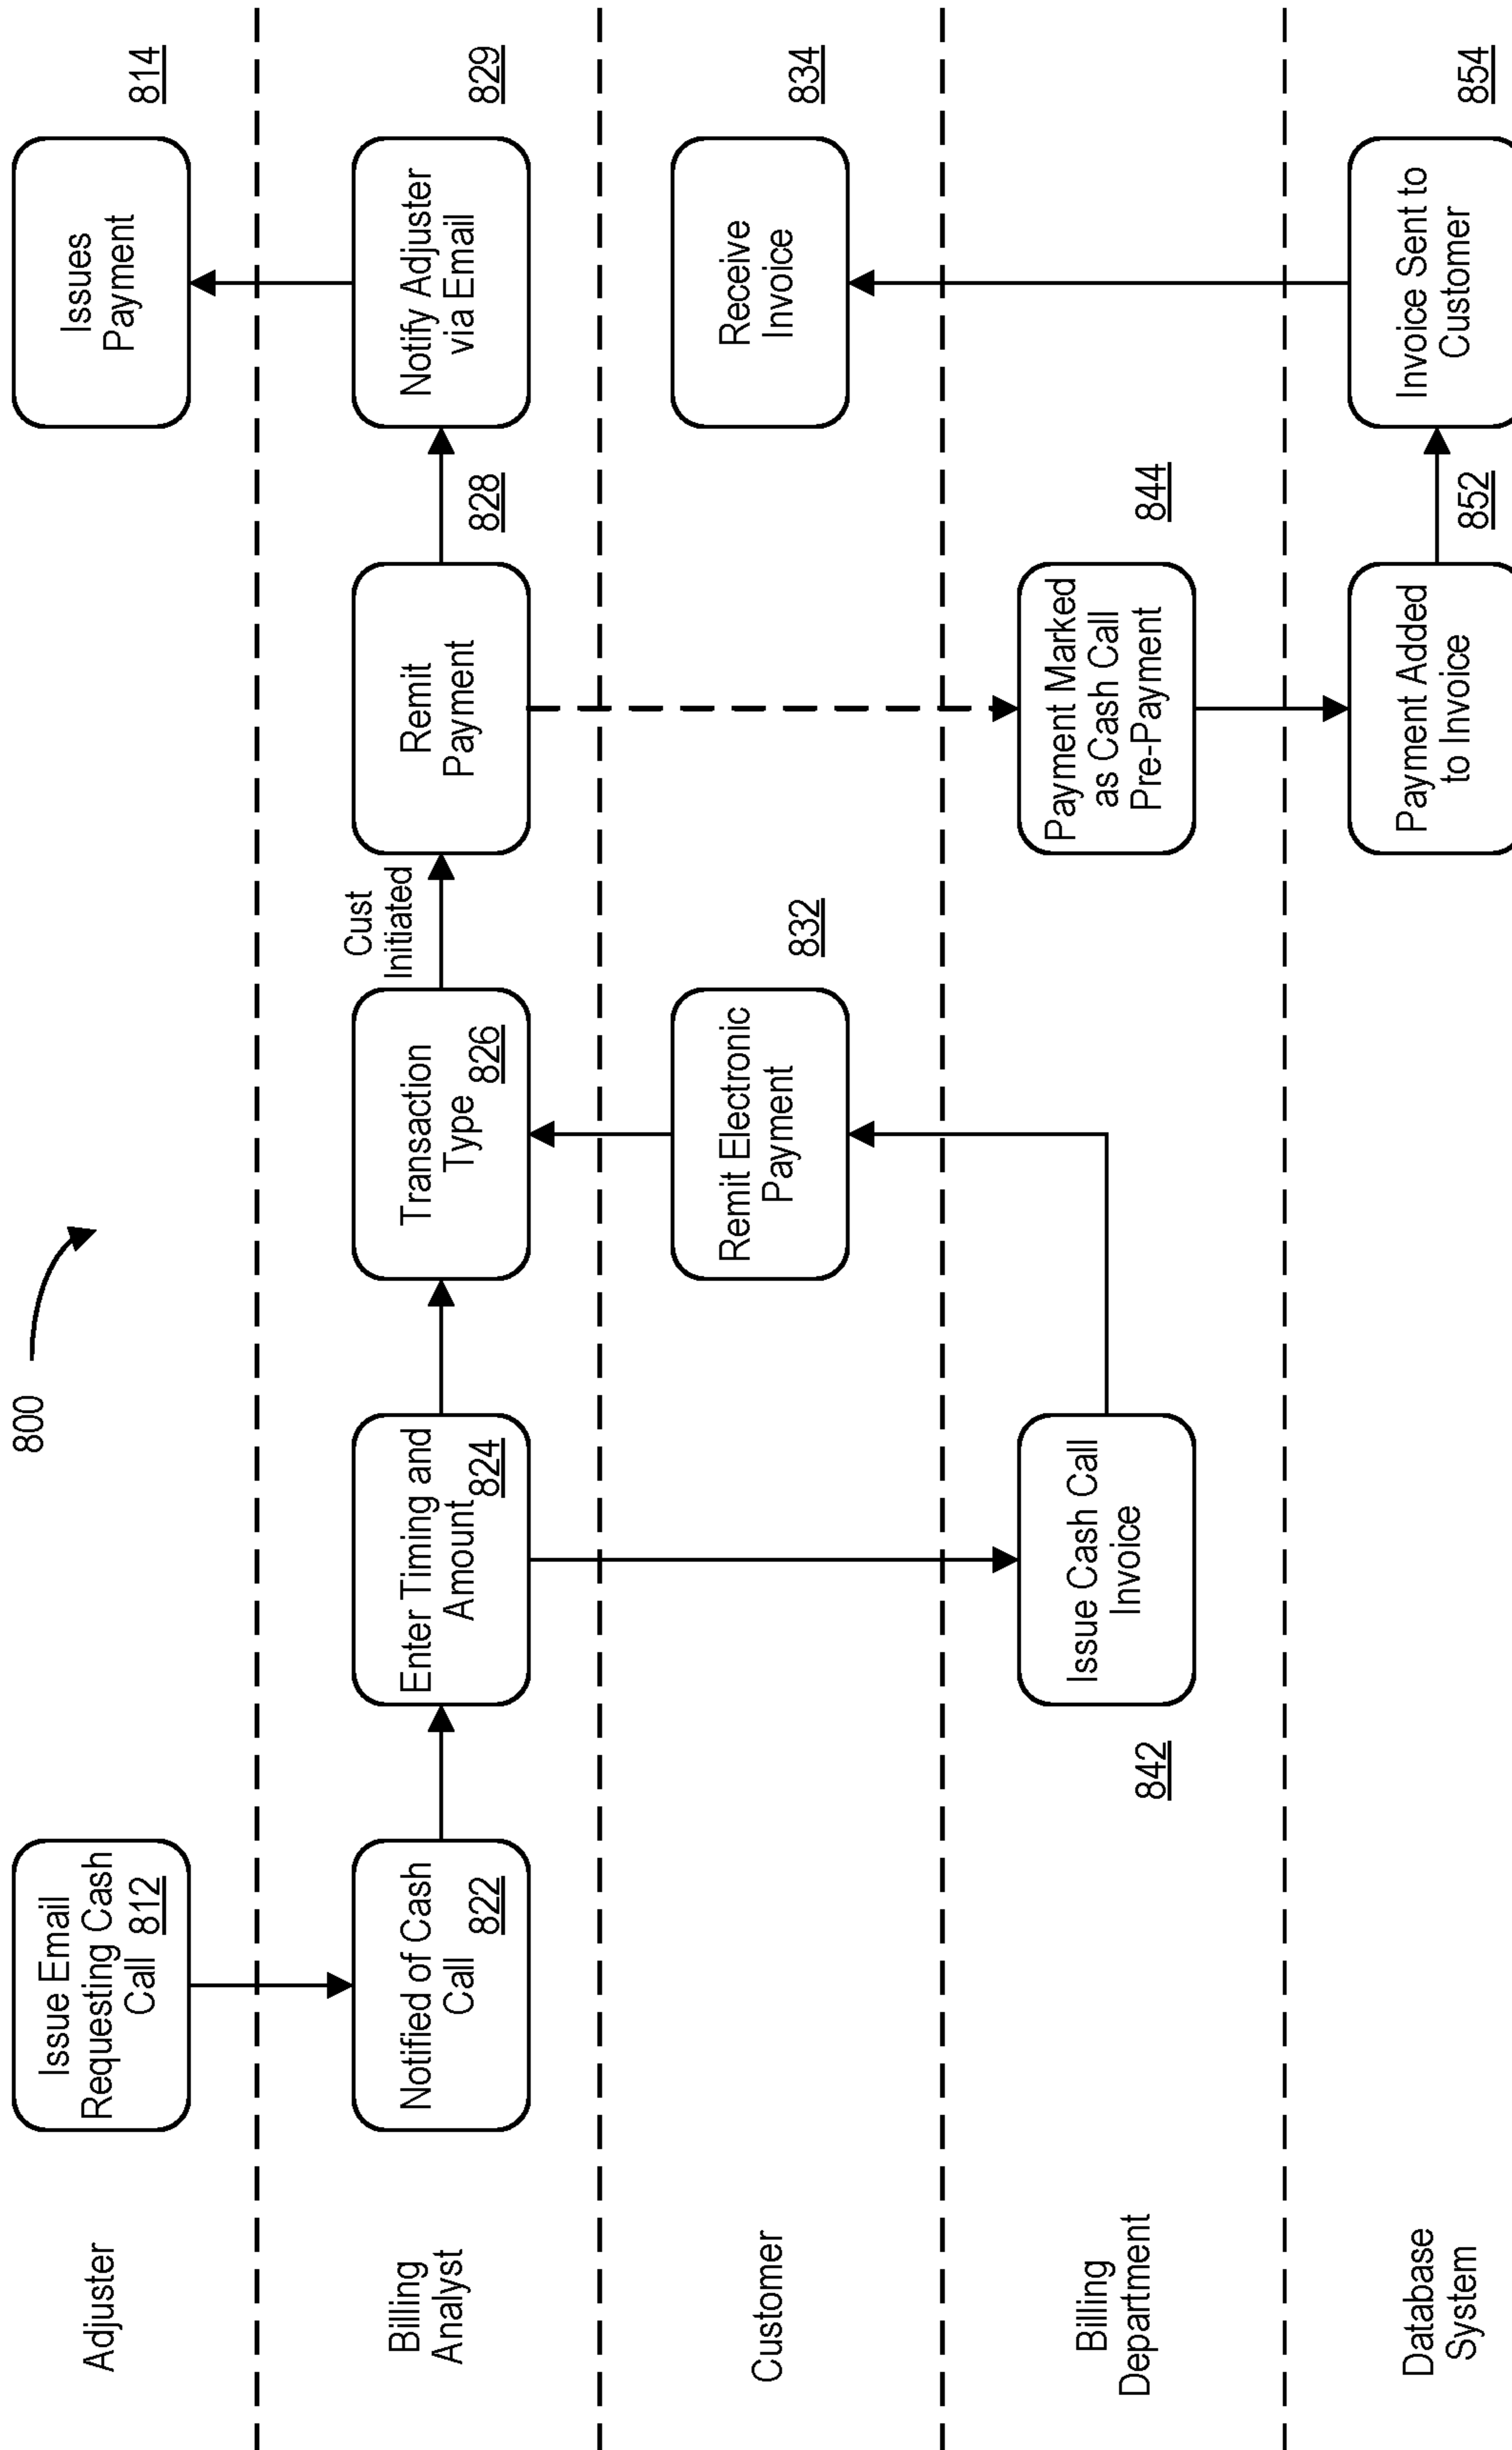 800
Adjuster
Issue Email
Requesting Cash
Call 812
Issues
Payment
814
Billing
Analyst
Notified of Cash
Call 822
Enter Timing and
Amount 824
Transaction
Type 826
Cust
Initiated
Remit
Payment
828
Notify Adjuster
via Email
829
Customer
Remit Electronic
Payment
832
Receive
Invoice
834
Billing
Department
842
Issue Cash Call
Invoice
Payment Marked
as Cash Call
Pre-Payment
844
Database
System
Payment Added
to Invoice
852
Invoice Sent to
Customer
854